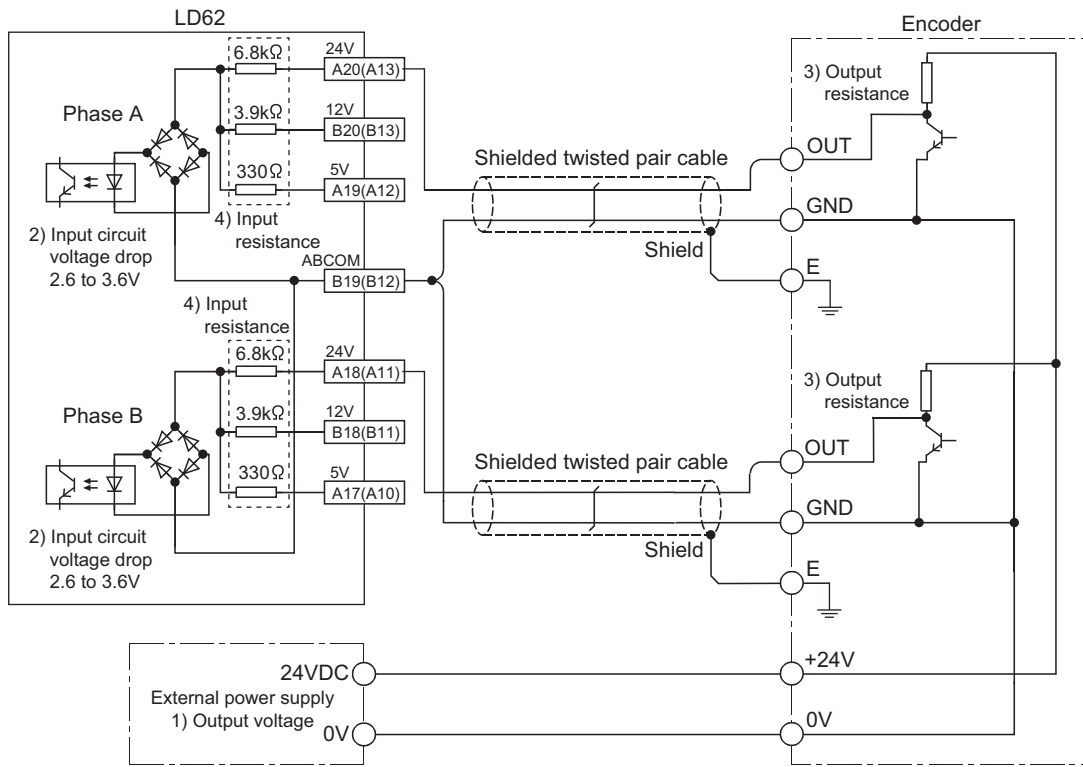 LD62
Encoder
6.8kΩ
24V
A20(A13)
3) Output
resistance
Phase A
3.9kΩ
12V
B20(B13)
OUT
Shielded twisted pair cable
330Ω
5V
A19(A12)
4) Input
resistance
GND
2) Input circuit
voltage drop
2.6 to 3.6V
Shield
ABCOM
B19(B12)
E
4) Input
resistance
6.8kΩ
24V
A18(A11)
3) Output
resistance
Phase B
3.9kΩ
12V
B18(B11)
OUT
Shielded twisted pair cable
330Ω
5V
A17(A10)
GND
2) Input circuit
voltage drop
2.6 to 3.6V
Shield
E
24VDC
+24V
External power supply
1) Output voltage
0V
0V